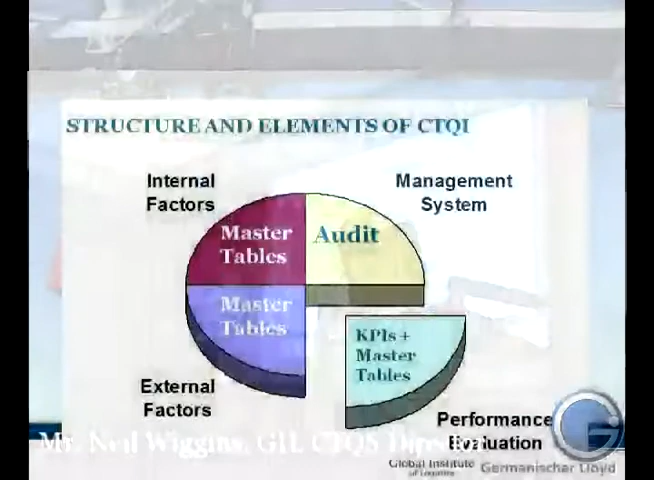 STRUCTURE AND ELEMENTS OF CTQI
Internal
Factors
Management
System
Master
Tables
Audit
Master
Tables
KPIs +
Master
Tables
External
Factors
Performance
Evaluation
Mr. Neil Wiggins, GIL CTQS Director
Global Institute
of Logistics
Germanischer Lloyd